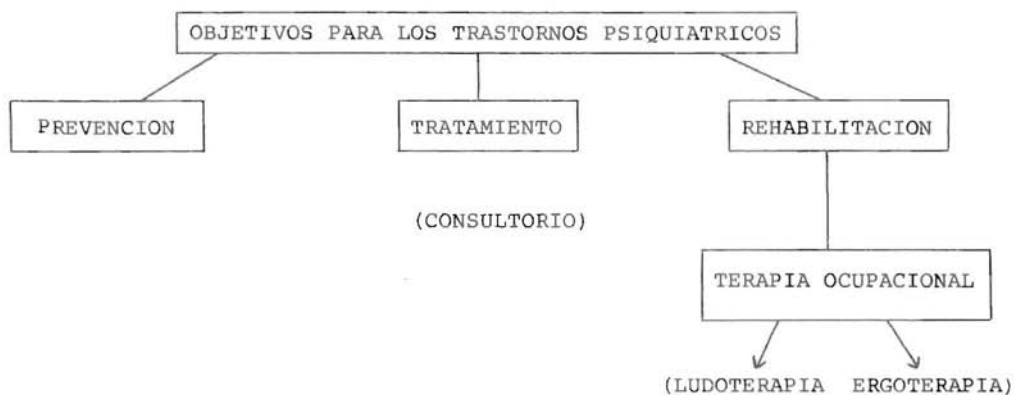 OBJETIVOS PARA LOS TRASTORNOS PSIQUIATRICOS
PREVENCION
TRATAMIENTO
REHABILITACION
(CONSULTORIO)
TERAPIA OCUPACIONAL
(LUDOTERAPIA ERGOTERAPIA)